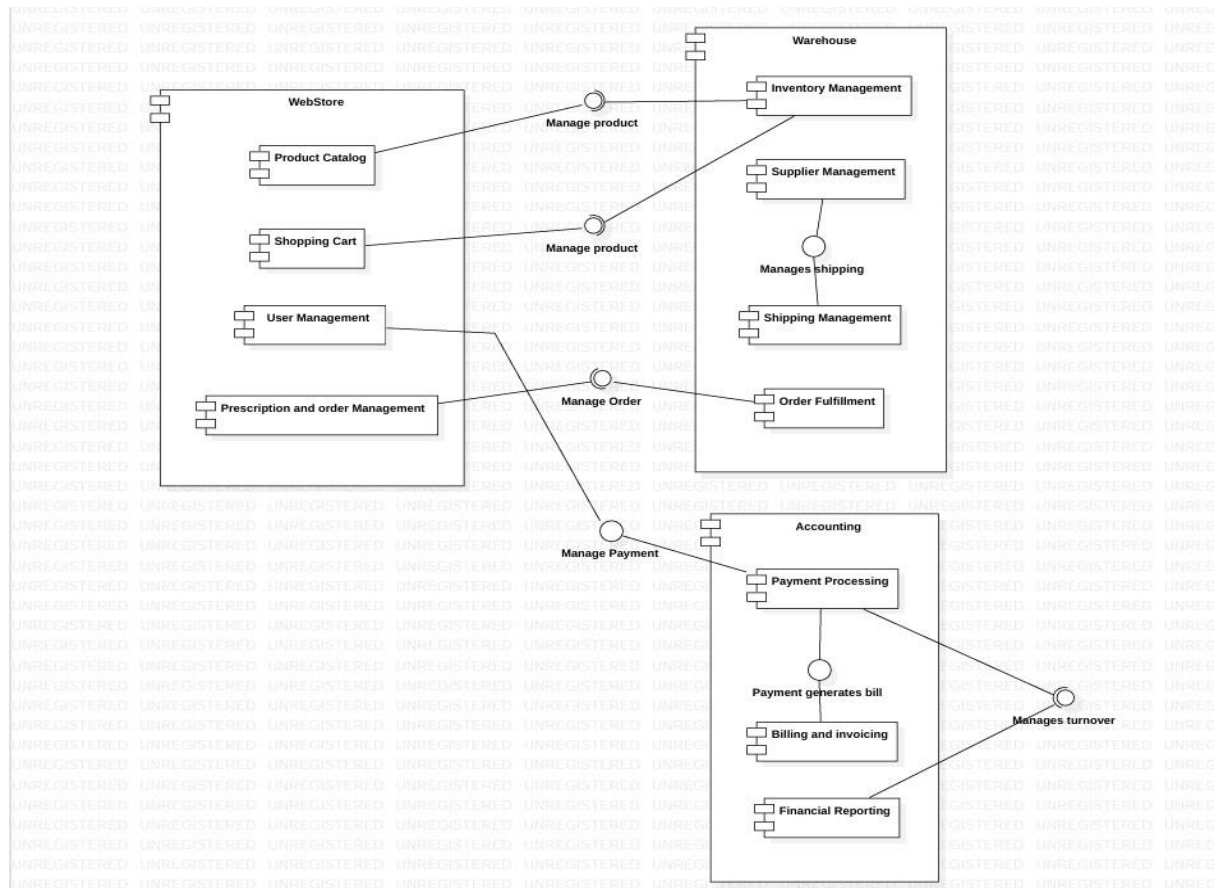 UNREGISTERED
WebStore
Product Catalog
Shopping Cart
User Management
Prescription and order Management
Manage product
Manage product
Manage Order
Manage Payment
Warehouse
Inventory Management
Supplier Management
Manages shipping
Shipping Management
Order Fulfillment
Accounting
Payment Processing
Payment generates bill
Billing and invoicing
Financial Reporting
Manages turnover